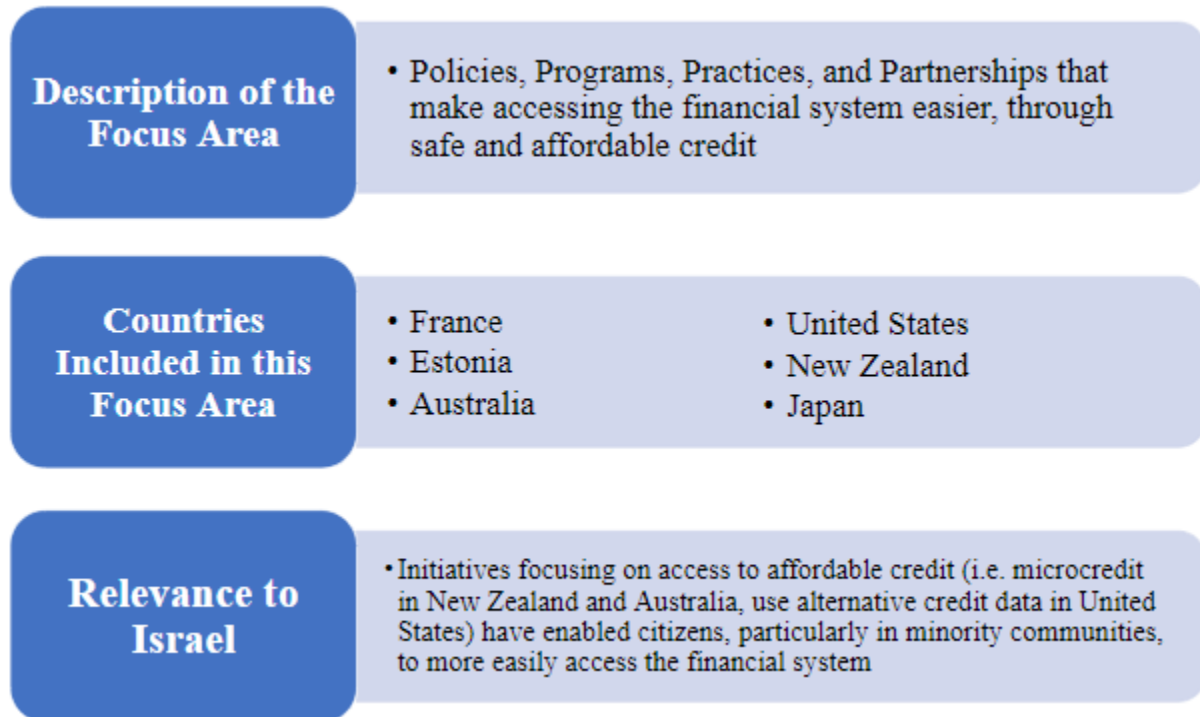 Description of the
Focus Area
• Policies, Programs, Practices, and Partnerships that
make accessing the financial system easier, through
safe and affordable credit
Countries
Included in this
Focus Area
• France
• Estonia
• Australia
• United States
• New Zealand
• Japan
Relevance to
Israel
• Initiatives focusing on access to affordable credit (i.e. microcredit
in New Zealand and Australia, use alternative credit data in United
States) have enabled citizens, particularly in minority communities,
to more easily access the financial system